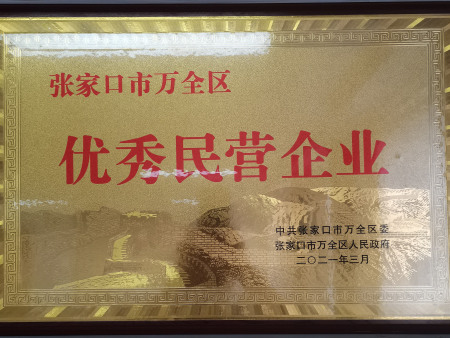 张家口市万全区
优秀民营企业
中共张家口市万全区委
张家口市万全区人民政府
二〇二一年三月